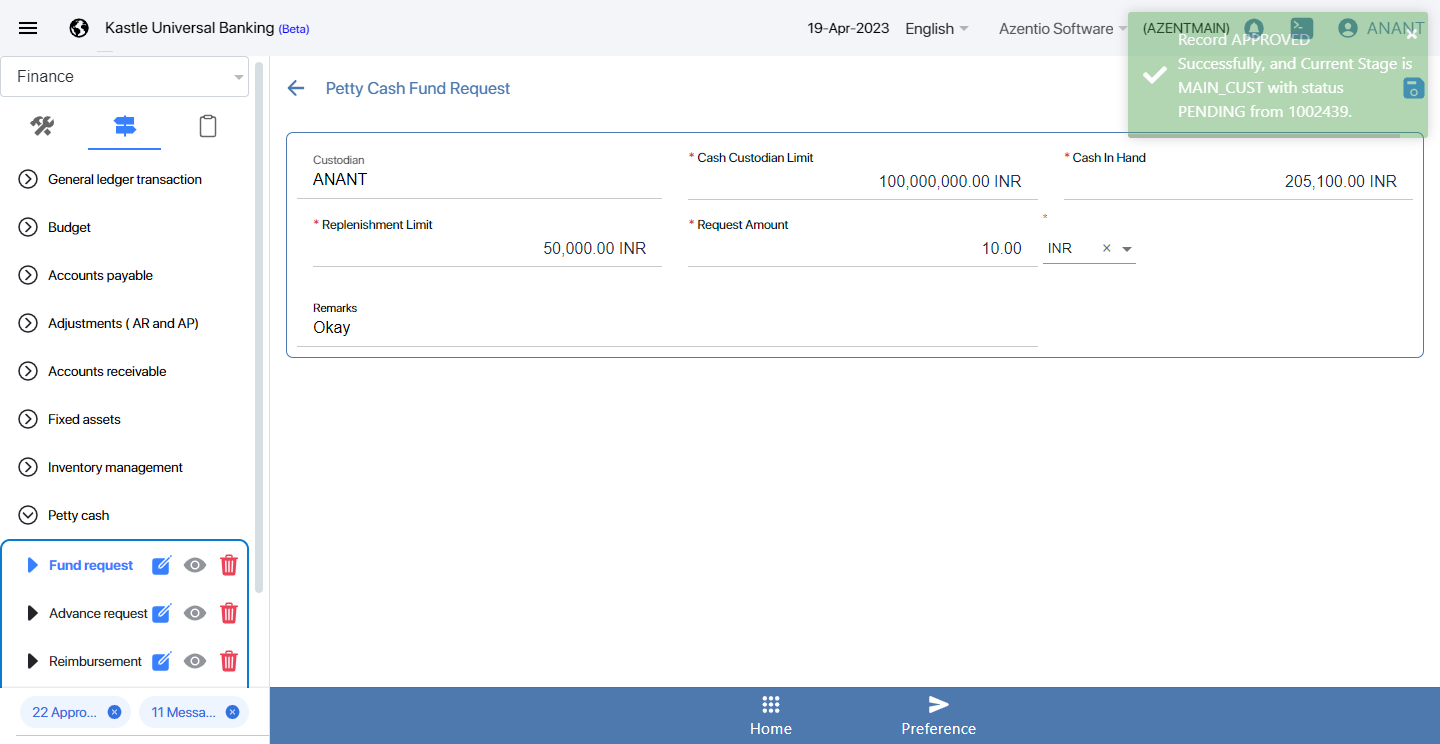 Kastle Universal Banking (Beta)
19-Apr-2023
English
Azentio Software
(AZENTMAIN)
ANANT
Record APPROVED
Successfully, and Current Stage is
MAIN_CUST with status
PENDING from 1002439.
Finance
Petty Cash Fund Request
General ledger transaction
Budget
Accounts payable
Adjustments ( AR and AP)
Accounts receivable
Fixed assets
Inventory management
Petty cash
Fund request
Advance request
Reimbursement
22 Appro...
11 Messa...
Custodian
ANANT
* Cash Custodian Limit
100,000,000.00 INR
* Cash In Hand
205,100.00 INR
* Replenishment Limit
50,000.00 INR
* Request Amount
10.00
*
INR
Remarks
Okay
Home
Preference